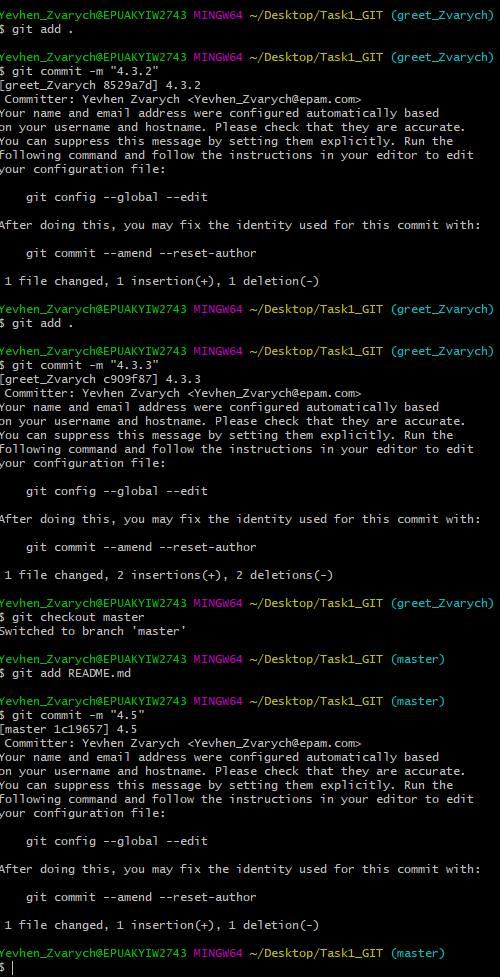 Yevhen_Zvarych@EPUAKYIW2743 MINGW64 ~/Desktop/Task1_GIT (greet_Zvarych)
$ git add .
Yevhen_Zvarych@EPUAKYIW2743 MINGW64 ~/Desktop/Task1_GIT (greet_Zvarych)
$ git commit -m "4.3.2"
[greet_Zvarych 8529a7d] 4.3.2
Committer: Yevhen Zvarych <Yevhen_Zvarych@epam.com>
Your name and email address were configured automatically based
on your username and hostname. Please check that they are accurate.
You can suppress this message by setting them explicitly. Run the
following command and follow the instructions in your editor to edit
your configuration file:
git config --global --edit
After doing this, you may fix the identity used for this commit with:
git commit --amend --reset-author
1 file changed, 1 insertion(+), 1 deletion(-)
Yevhen_Zvarych@EPUAKYIW2743 MINGW64 ~/Desktop/Task1_GIT (greet_Zvarych)
$ git add .
Yevhen_Zvarych@EPUAKYIW2743 MINGW64 ~/Desktop/Task1_GIT (greet_Zvarych)
$ git commit -m "4.3.3"
[greet_Zvarych c909f87] 4.3.3
Committer: Yevhen Zvarych <Yevhen_Zvarych@epam.com>
Your name and email address were configured automatically based
on your username and hostname. Please check that they are accurate.
You can suppress this message by setting them explicitly. Run the
following command and follow the instructions in your editor to edit
your configuration file:
git config --global --edit
After doing this, you may fix the identity used for this commit with:
git commit --amend --reset-author
1 file changed, 2 insertions(+), 2 deletions(-)
Yevhen_Zvarych@EPUAKYIW2743 MINGW64 ~/Desktop/Task1_GIT (greet_Zvarych)
$ git checkout master
Switched to branch 'master'
Yevhen_Zvarych@EPUAKYIW2743 MINGW64 ~/Desktop/Task1_GIT (master)
$ git add README.md
Yevhen_Zvarych@EPUAKYIW2743 MINGW64 ~/Desktop/Task1_GIT (master)
$ git commit -m "4.5"
[master 1c19657] 4.5
Committer: Yevhen Zvarych <Yevhen_Zvarych@epam.com>
Your name and email address were configured automatically based
on your username and hostname. Please check that they are accurate.
You can suppress this message by setting them explicitly. Run the
following command and follow the instructions in your editor to edit
your configuration file:
git config --global --edit
After doing this, you may fix the identity used for this commit with:
git commit --amend --reset-author
1 file changed, 1 insertion(+), 1 deletion(-)
Yevhen_Zvarych@EPUAKYIW2743 MINGW64 ~/Desktop/Task1_GIT (master)
$